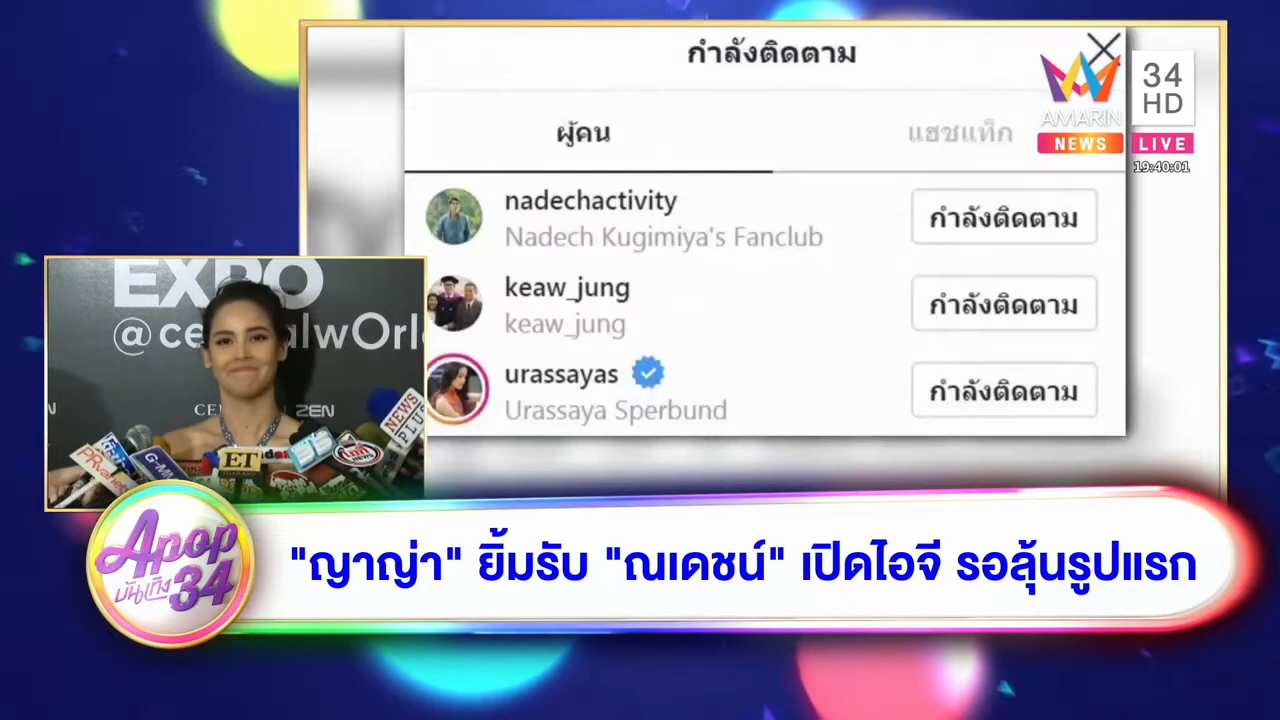 กำลังติดตาม
ผู้คน
แฮชแท็ก
nadechactivity
Nadech Kugimiya's Fanclub
กำลังติดตาม
keaw_jung
keaw_jung
กำลังติดตาม
urassayas
Urassaya Sperbund
กำลังติดตาม
AMARIN
NEWS
34
HD
LIVE
19:40:01
EXPO
ZEN
NEWS
PLUS
ET
Apop
บันเทิง
34
"ญาญ่า" ยิ้มรับ "ณเดชน์" เปิดไอจี รอลุ้นรูปแรก